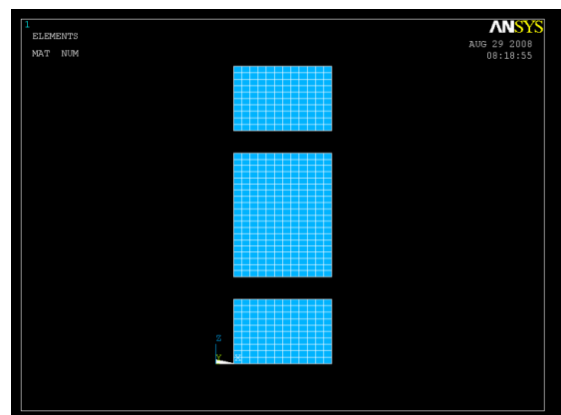 1
ELEMENTS
MAT NUM
ANSYS
AUG 29 2008
08:18:55
Y X